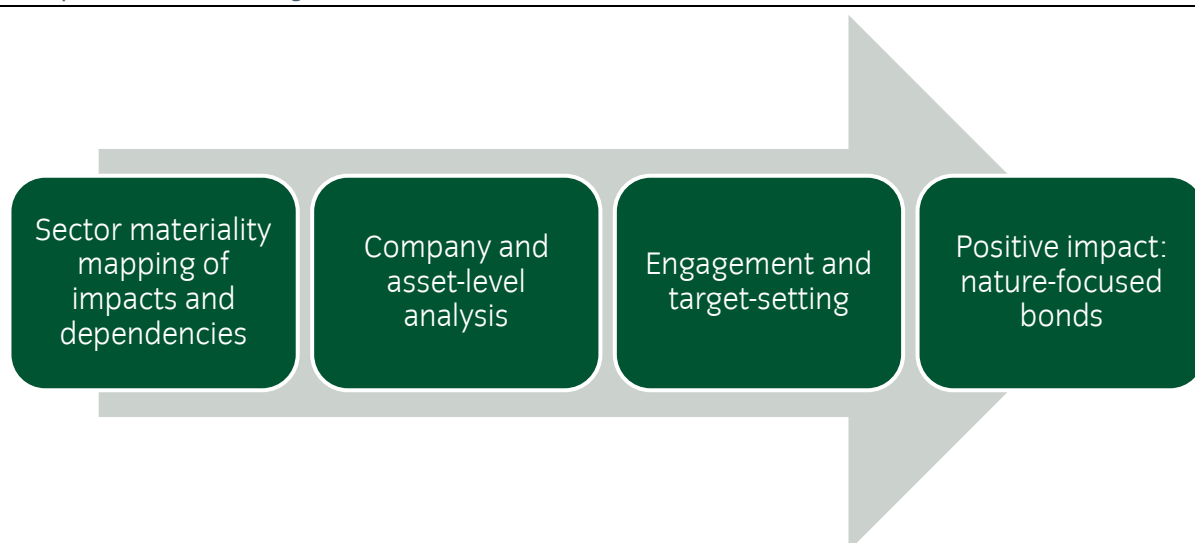 Sector materiality
mapping of
impacts and
dependencies
Company and
asset-level
analysis
Engagement and
target-setting
Positive impact:
nature-focused
bonds